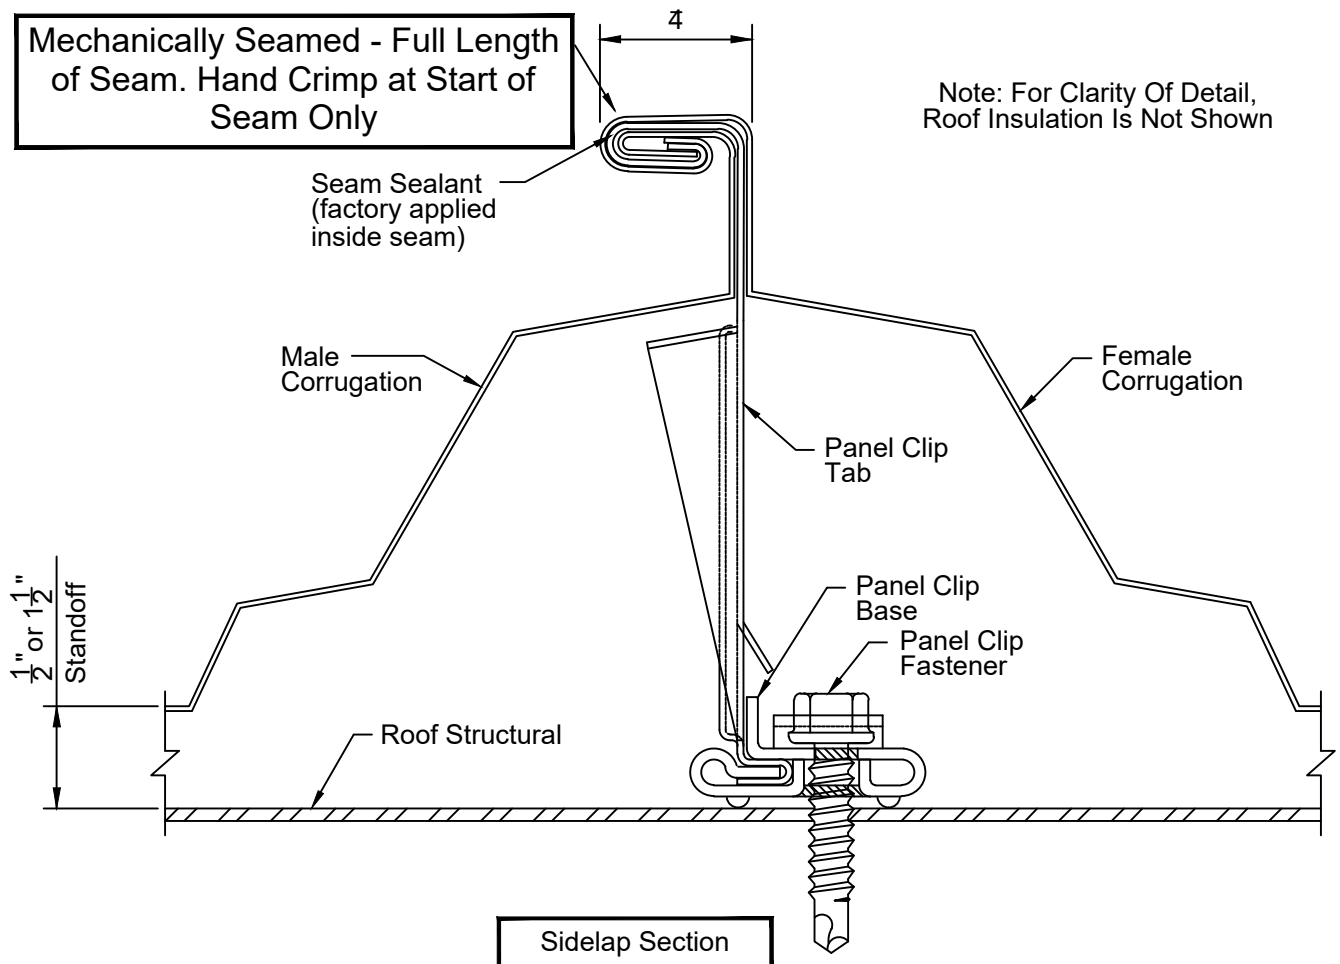 4
Mechanically Seamed - Full Length
of Seam. Hand Crimp at Start of
Seam Only
Note: For Clarity Of Detail,
Roof Insulation Is Not Shown
Seam Sealant
(factory applied
inside seam)
Male
Corrugation
Female
Corrugation
Panel Clip
Tab
1/2" or 1 1/2"
Standoff
Panel Clip
Base
Panel Clip
Fastener
Roof Structural
Sidelap Section